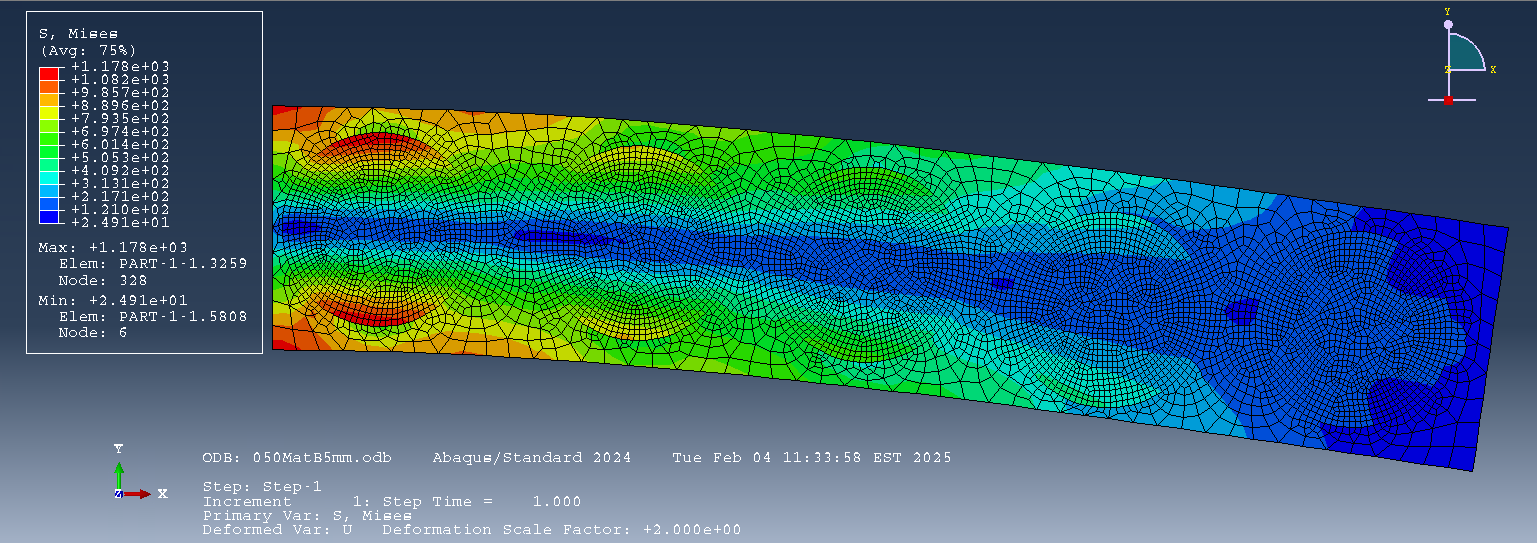 S, Mises
(Avg: 75%)
+1.178e+03
+1.082e+03
+9.857e+02
+8.896e+02
+7.935e+02
+6.974e+02
+6.014e+02
+5.053e+02
+4.092e+02
+3.131e+02
+2.171e+02
+1.210e+02
+2.491e+01
Max: +1.178e+03
Elem: PART-1-1.3259
Node: 328
Min: +2.491e+01
Elem: PART-1-1.5808
Node: 6
Y
Z
X
Y
Z
X
ODB: 050MatB5mm.odb Abaqus/Standard 2024 Tue Feb 04 11:33:58 EST 2025
Step: Step-1
Increment 1: Step Time = 1.000
Primary Var: S, Mises
Deformed Var: U Deformation Scale Factor: +2.000e+00